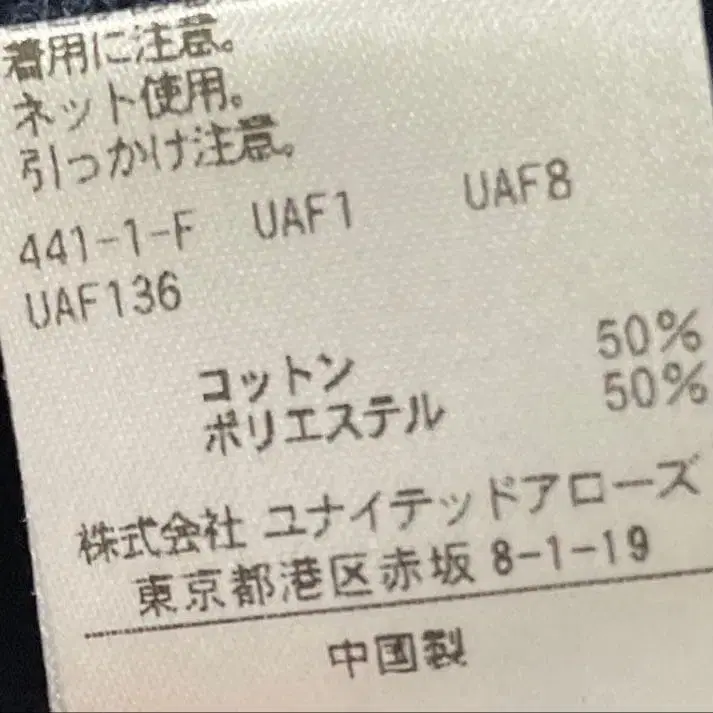 着用に注意。
ネット使用。
引っかけ注意。
441-1-F UAF1 UAF8
UAF136
コットン 50%
ポリエステル 50%
株式会社 ユナイテッドアローズ
東京都港区赤坂 8-1-19
中国製